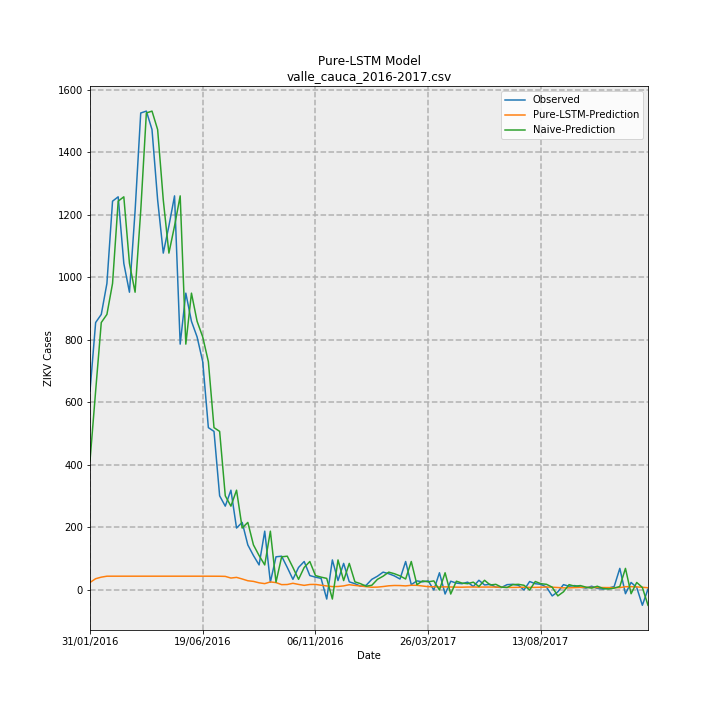 Pure-LSTM Model
valle_cauca_2016-2017.csv
Observed
Pure-LSTM-Prediction
Naive-Prediction
1600
1400
1200
1000
800
600
400
200
0
ZIKV Cases
31/01/2016
19/06/2016
06/11/2016
26/03/2017
13/08/2017
Date